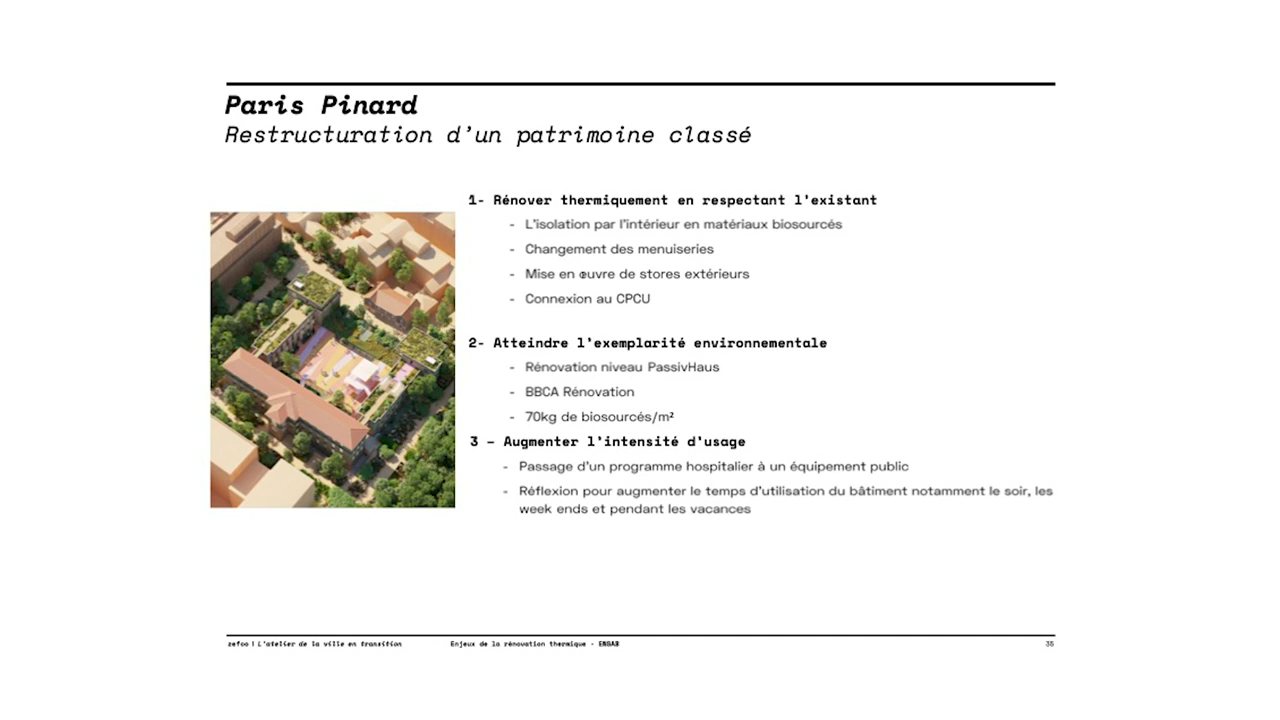 Paris Pinard
Restructuration d'un patrimoine classé
1- Rénover thermiquement en respectant l'existant
- L'isolation par l'intérieur en matériaux biosourcés
- Changement des menuiseries
- Mise en œuvre de stores extérieurs
- Connexion au CPCU
2- Atteindre l'exemplarité environnementale
- Rénovation niveau PassivHaus
- BBCA Rénovation
- 70kg de biosourcés/m²
3 – Augmenter l'intensité d'usage
- Passage d'un programme hospitalier à un équipement public
- Réflexion pour augmenter le temps d'utilisation du bâtiment notamment le soir, les
week ends et pendant les vacances
zefco | L'atelier de la ville en transition
Enjeux de la rénovation thermique - ENGAB
35